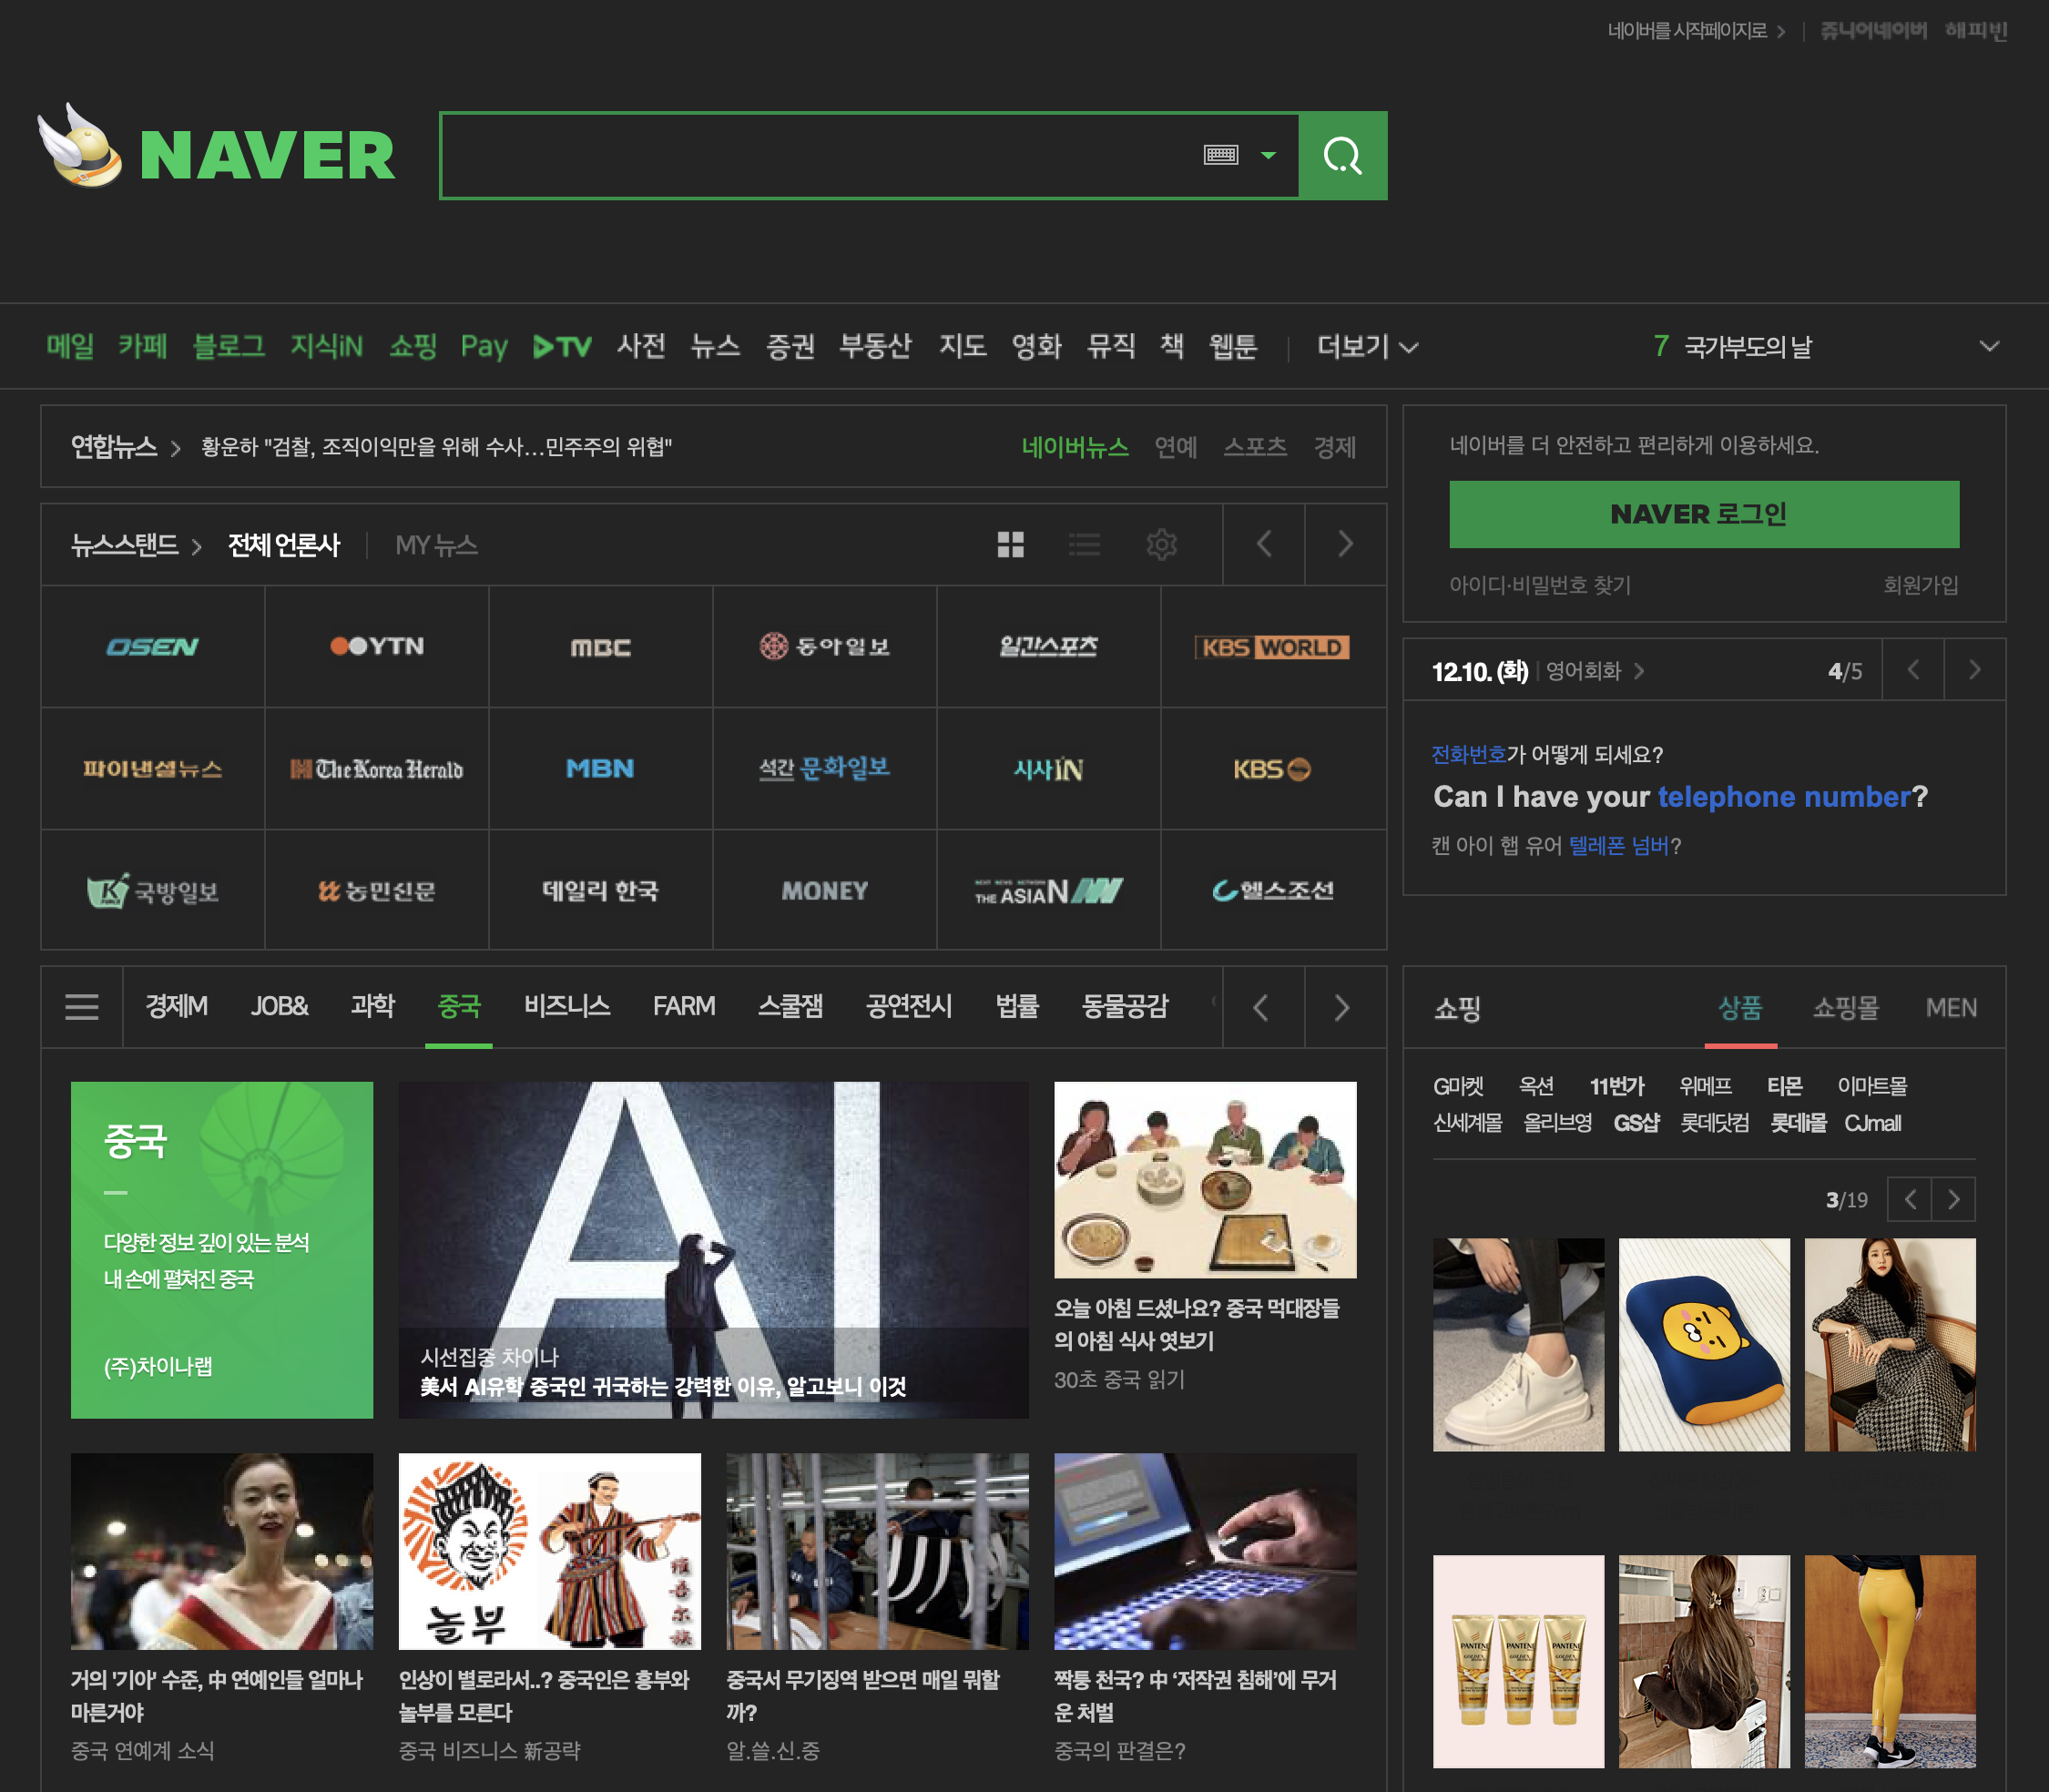 네이버를 시작페이지로
쥬니어네이버 해피빈
NAVER
메일 카페 블로그 지식iN 쇼핑 Pay TV 사전 뉴스 증권 부동산 지도 영화 뮤직 책 웹툰 더보기
7 국가부도의 날
연합뉴스 황운하 "검찰, 조직이익만을 위해 수사…민주주의 위협"
네이버뉴스 연예 스포츠 경제
뉴스스탠드 전체 언론사 MY 뉴스
OSEN YTN MBC 동아일보 일간스포츠 KBS WORLD
파이낸셜뉴스 The Korea Herald MBN 석간 문화일보 시사IN KBS
국방일보 농민신문 데일리 한국 MONEY THE ASIAN 헬스조선
네이버를 더 안전하고 편리하게 이용하세요.
NAVER 로그인
아이디·비밀번호 찾기 회원가입
12.10. (화) 영어회화 4/5
전화번호가 어떻게 되세요?
Can I have your telephone number?
캔 아이 햅 유어 텔레폰 넘버?
경제M JOB& 과학 중국 비즈니스 FARM 스쿨잼 공연전시 법률 동물공감
중국
다양한 정보 깊이 있는 분석
내 손에 펼쳐진 중국
(주)차이나랩
AI
시선집중 차이나
美서 AI유학 중국인 귀국하는 강력한 이유, 알고보니 이것
오늘 아침 드셨나요? 중국 먹대장들
의 아침 식사 엿보기
30초 중국 읽기
거의 '기아' 수준, 中 연예인들 얼마나
마른거야
중국 연예계 소식
놀부
인상이 별로라서..? 중국인은 흥부와
놀부를 모른다
중국 비즈니스 新공략
중국서 무기징역 받으면 매일 뭐할
까?
알.쓸.신.중
짝퉁 천국? 中 ‘저작권 침해’에 무거
운 처벌
중국의 판결은?
쇼핑 상품 쇼핑몰 MEN
G마켓 옥션 11번가 위메프 티몬 이마트몰
신세계몰 올리브영 GS샵 롯데닷컴 롯데i몰 CJmall
3/19
PANTENE PANTENE PANTENE